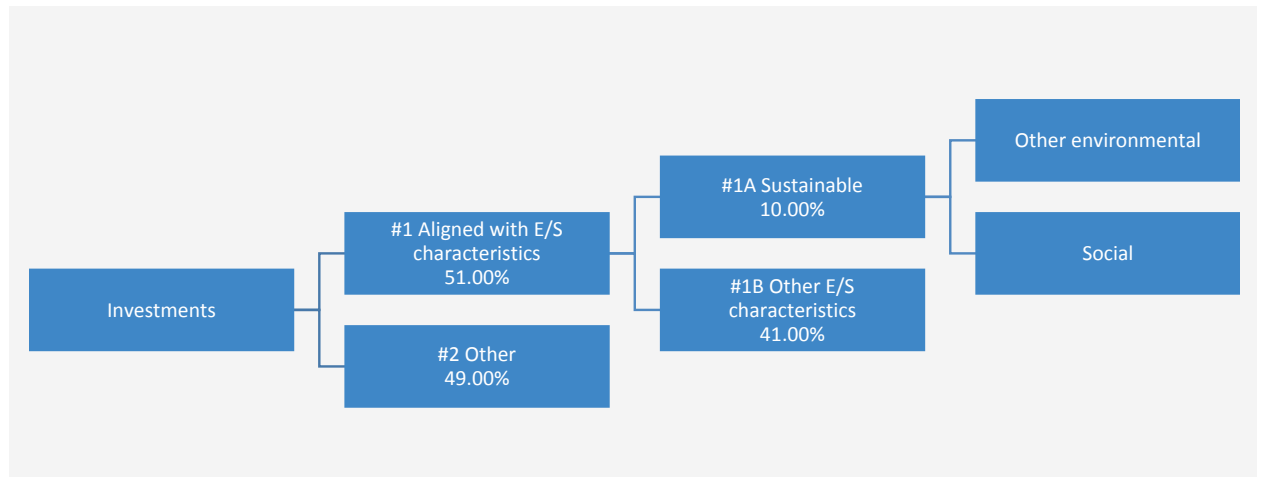 Investments
#1 Aligned with E/S
characteristics
51.00%
#2 Other
49.00%
#1A Sustainable
10.00%
#1B Other E/S
characteristics
41.00%
Other environmental
Social